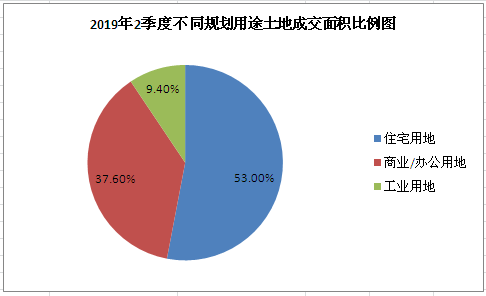 2019年2季度不同规划用途土地成交面积比例图
9.40%
37.60%
53.00%
住宅用地
商业/办公用地
工业用地